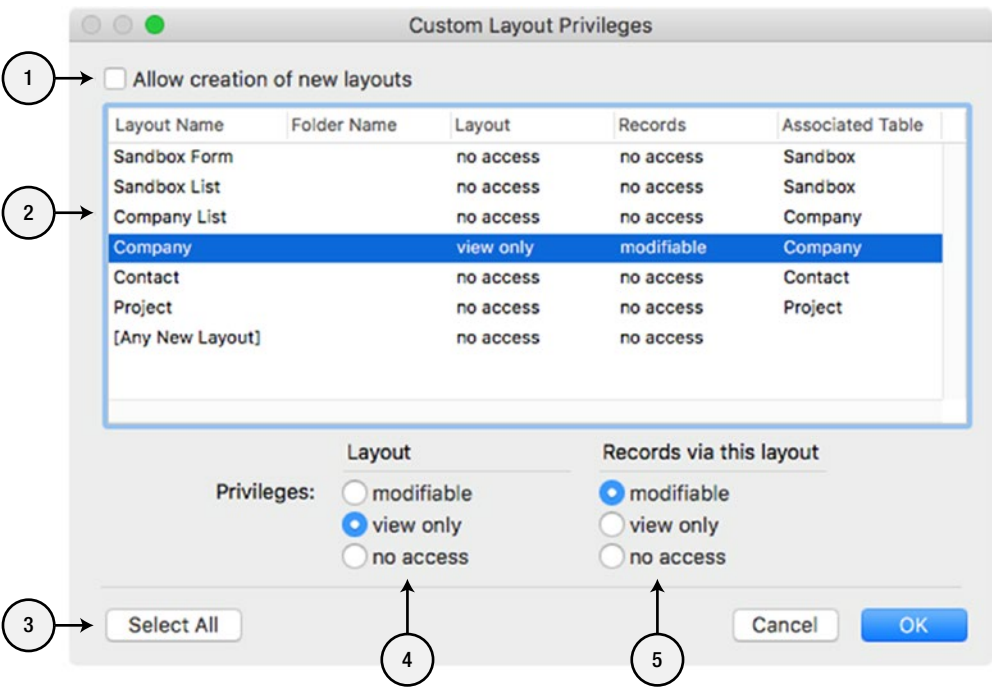 Custom Layout Privileges
1 Allow creation of new layouts
Layout Name Folder Name Layout Records Associated Table
Sandbox Form no access no access Sandbox
Sandbox List no access no access Sandbox
2 Company List no access no access Company
Company view only modifiable Company
Contact no access no access Contact
Project no access no access Project
[Any New Layout] no access no access
Layout Records via this layout
Privileges: modifiable modifiable
view only view only
no access no access
3 Select All Cancel OK
4 5